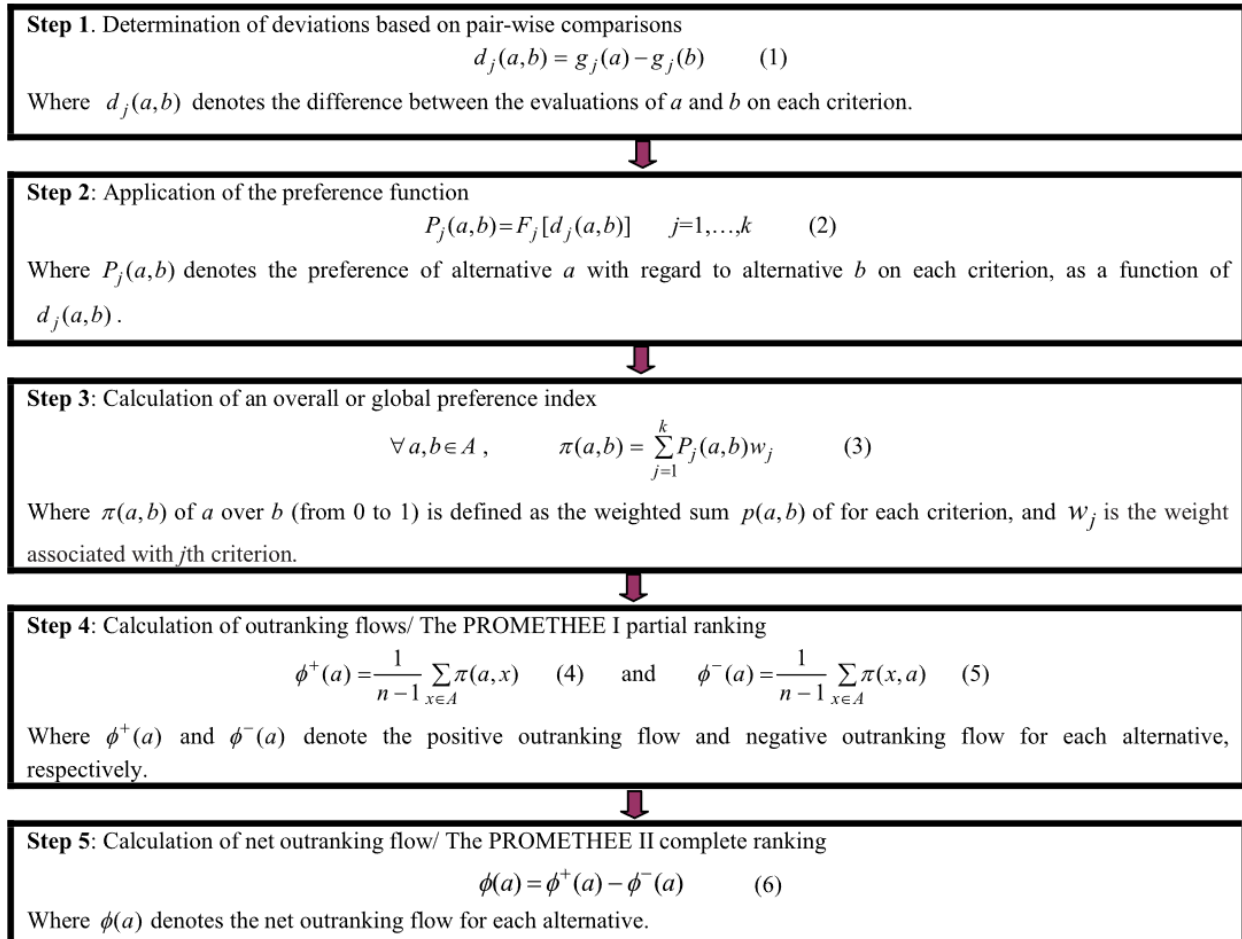 Step 1. Determination of deviations based on pair-wise comparisons
d_j(a,b) = g_j(a) − g_j(b) (1)
Where d_j(a,b) denotes the difference between the evaluations of a and b on each criterion.
Step 2: Application of the preference function
P_j(a,b)=F_j[d_j(a,b)] j=1,…,k (2)
Where P_j(a,b) denotes the preference of alternative a with regard to alternative b on each criterion, as a function of
d_j(a,b).
Step 3: Calculation of an overall or global preference index
∀ a,b∈A , π(a,b) = ∑_{j=1}^{k} P_j(a,b)w_j (3)
Where π(a,b) of a over b (from 0 to 1) is defined as the weighted sum p(a,b) of for each criterion, and w_j is the weight
associated with jth criterion.
Step 4: Calculation of outranking flows/ The PROMETHEE I partial ranking
ϕ^+(a) = \frac{1}{n−1} ∑_{x∈A} π(a,x) (4) and ϕ^−(a) = \frac{1}{n−1} ∑_{x∈A} π(x,a) (5)
Where ϕ^+(a) and ϕ^−(a) denote the positive outranking flow and negative outranking flow for each alternative,
respectively.
Step 5: Calculation of net outranking flow/ The PROMETHEE II complete ranking
ϕ(a) = ϕ^+(a) − ϕ^−(a) (6)
Where ϕ(a) denotes the net outranking flow for each alternative.